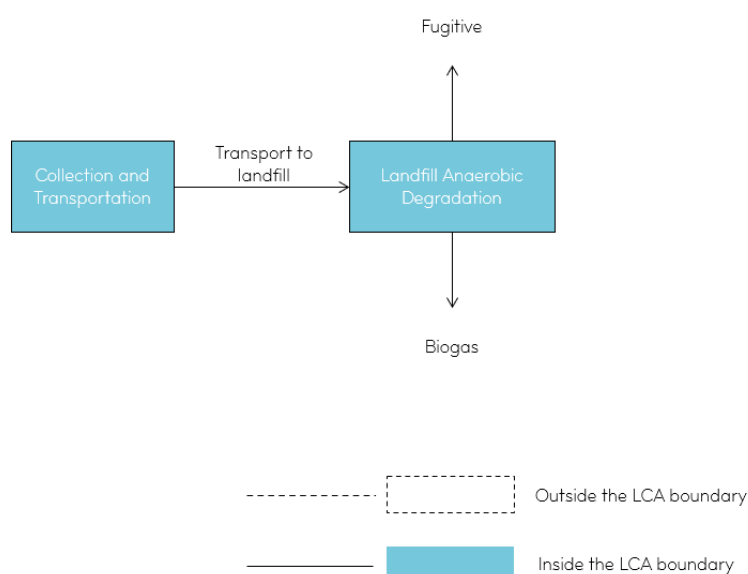 Fugitive
Collection and
Transportation
Transport to
landfill
Landfill Anaerobic
Degradation
Biogas
Outside the LCA boundary
Inside the LCA boundary